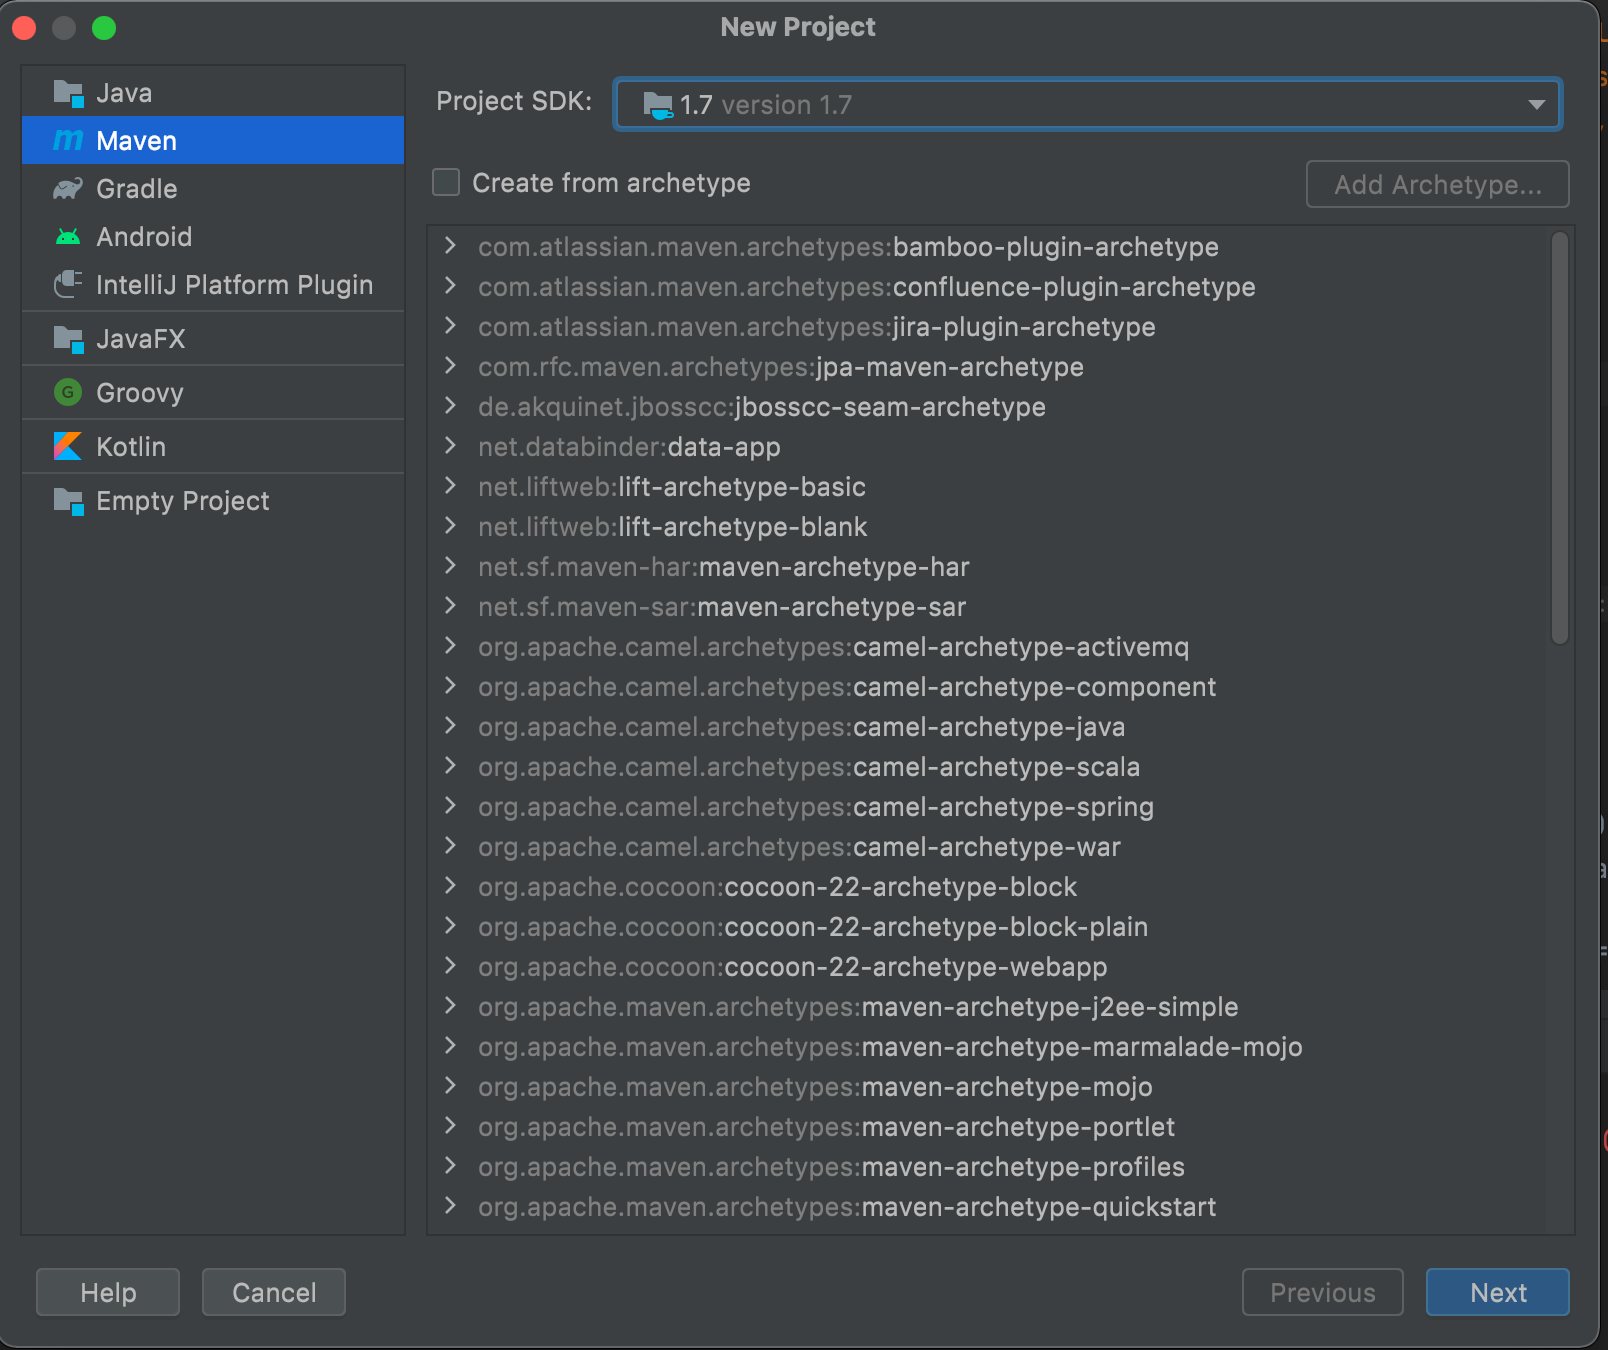 New Project
Java
Maven
Gradle
Android
IntelliJ Platform Plugin
JavaFX
Groovy
Kotlin
Empty Project
Project SDK: 1.7 version 1.7
Create from archetype
Add Archetype...
com.atlassian.maven.archetypes:bamboo-plugin-archetype
com.atlassian.maven.archetypes:confluence-plugin-archetype
com.atlassian.maven.archetypes:jira-plugin-archetype
com.rfc.maven.archetypes:jpa-maven-archetype
de.akquinet.jbosscc:jbosscc-seam-archetype
net.databinder:data-app
net.liftweb:lift-archetype-basic
net.liftweb:lift-archetype-blank
net.sf.maven-har:maven-archetype-har
net.sf.maven-sar:maven-archetype-sar
org.apache.camel.archetypes:camel-archetype-activemq
org.apache.camel.archetypes:camel-archetype-component
org.apache.camel.archetypes:camel-archetype-java
org.apache.camel.archetypes:camel-archetype-scala
org.apache.camel.archetypes:camel-archetype-spring
org.apache.camel.archetypes:camel-archetype-war
org.apache.cocoon:cocoon-22-archetype-block
org.apache.cocoon:cocoon-22-archetype-block-plain
org.apache.cocoon:cocoon-22-archetype-webapp
org.apache.maven.archetypes:maven-archetype-j2ee-simple
org.apache.maven.archetypes:maven-archetype-marmalade-mojo
org.apache.maven.archetypes:maven-archetype-mojo
org.apache.maven.archetypes:maven-archetype-portlet
org.apache.maven.archetypes:maven-archetype-profiles
org.apache.maven.archetypes:maven-archetype-quickstart
Help
Cancel
Previous
Next